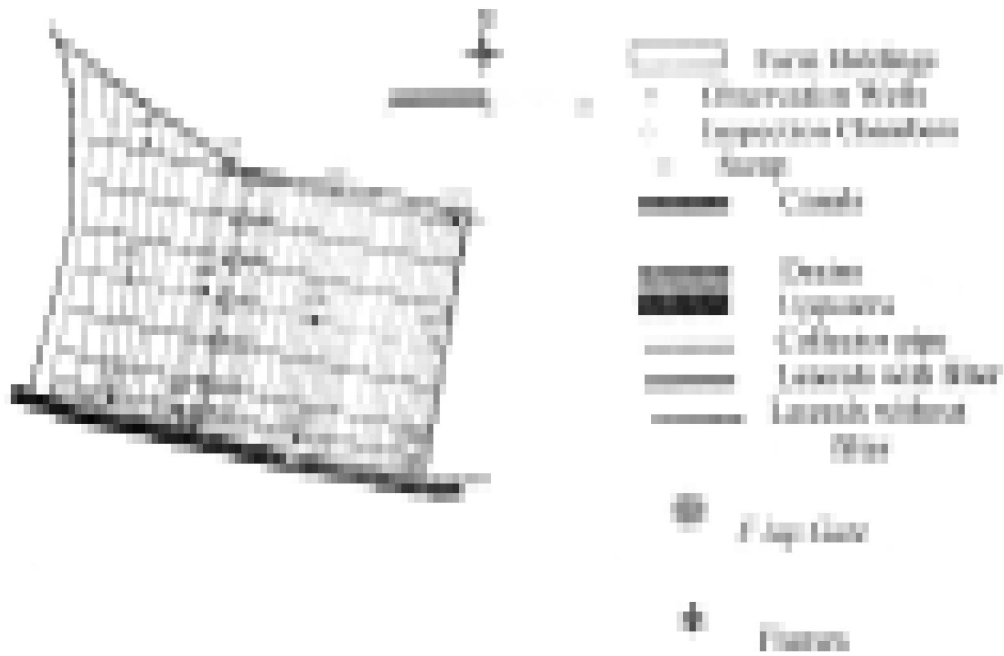 Farm Holdings
Observation Wells
Inspection Chambers
Sump
Canals
Drains
Collector pipe
Laterals with filter
Laterals without
filter
Flap Gate